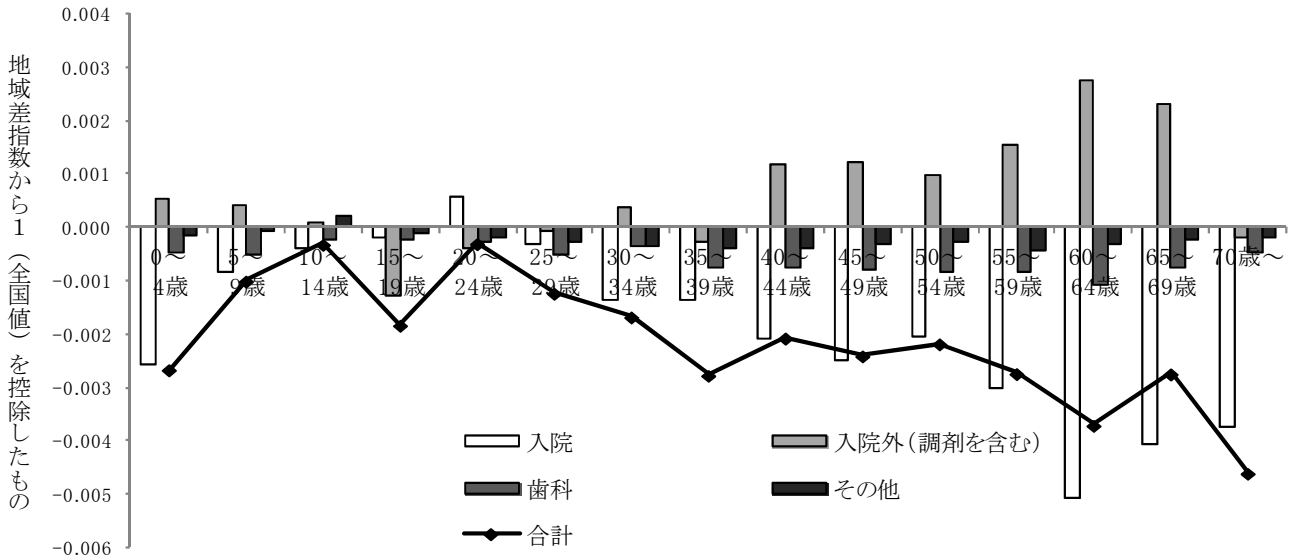 地域差指数から1（全国値）を控除したもの
0.004
0.003
0.002
0.001
0.000
-0.001
-0.002
-0.003
-0.004
-0.005
-0.006
0～
4歳
5～
9歳
10～
14歳
15～
19歳
20～
24歳
25～
29歳
30～
34歳
35～
39歳
40～
44歳
45～
49歳
50～
54歳
55～
59歳
60～
64歳
65～
69歳
70歳～
入院
入院外（調剤を含む）
歯科
その他
合計